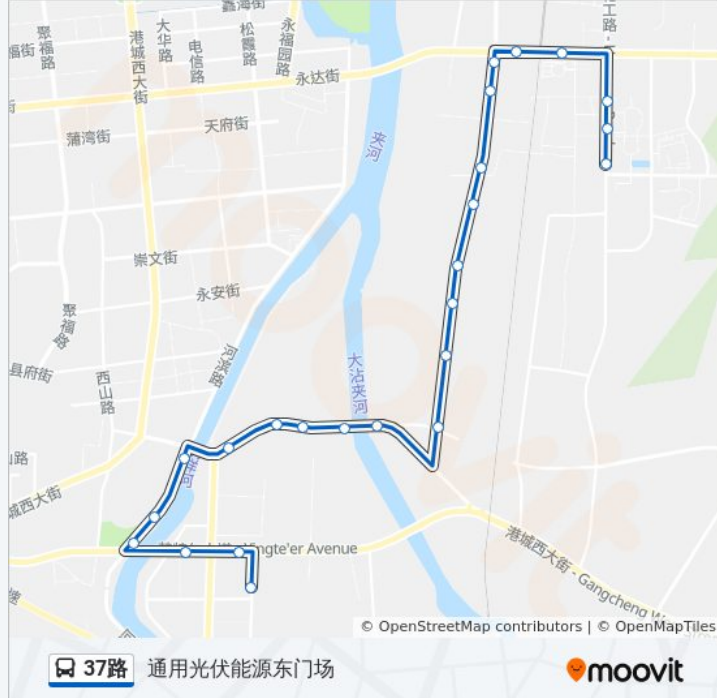 鑫海街
聚福路
港城西大街
大华路
电信路
松霞路
永福园路
福街
永达街
天府街
蒲湾街
夹河
崇文街
永安街
聚福路
县府街
西山路
河滨路
大沽夹河
山路
城西大街
Yingte'er Avenue
港城西大街 - Gangcheng W
© OpenStreetMap contributors | © OpenMapTiles
37路 通用光伏能源东门场
moovit